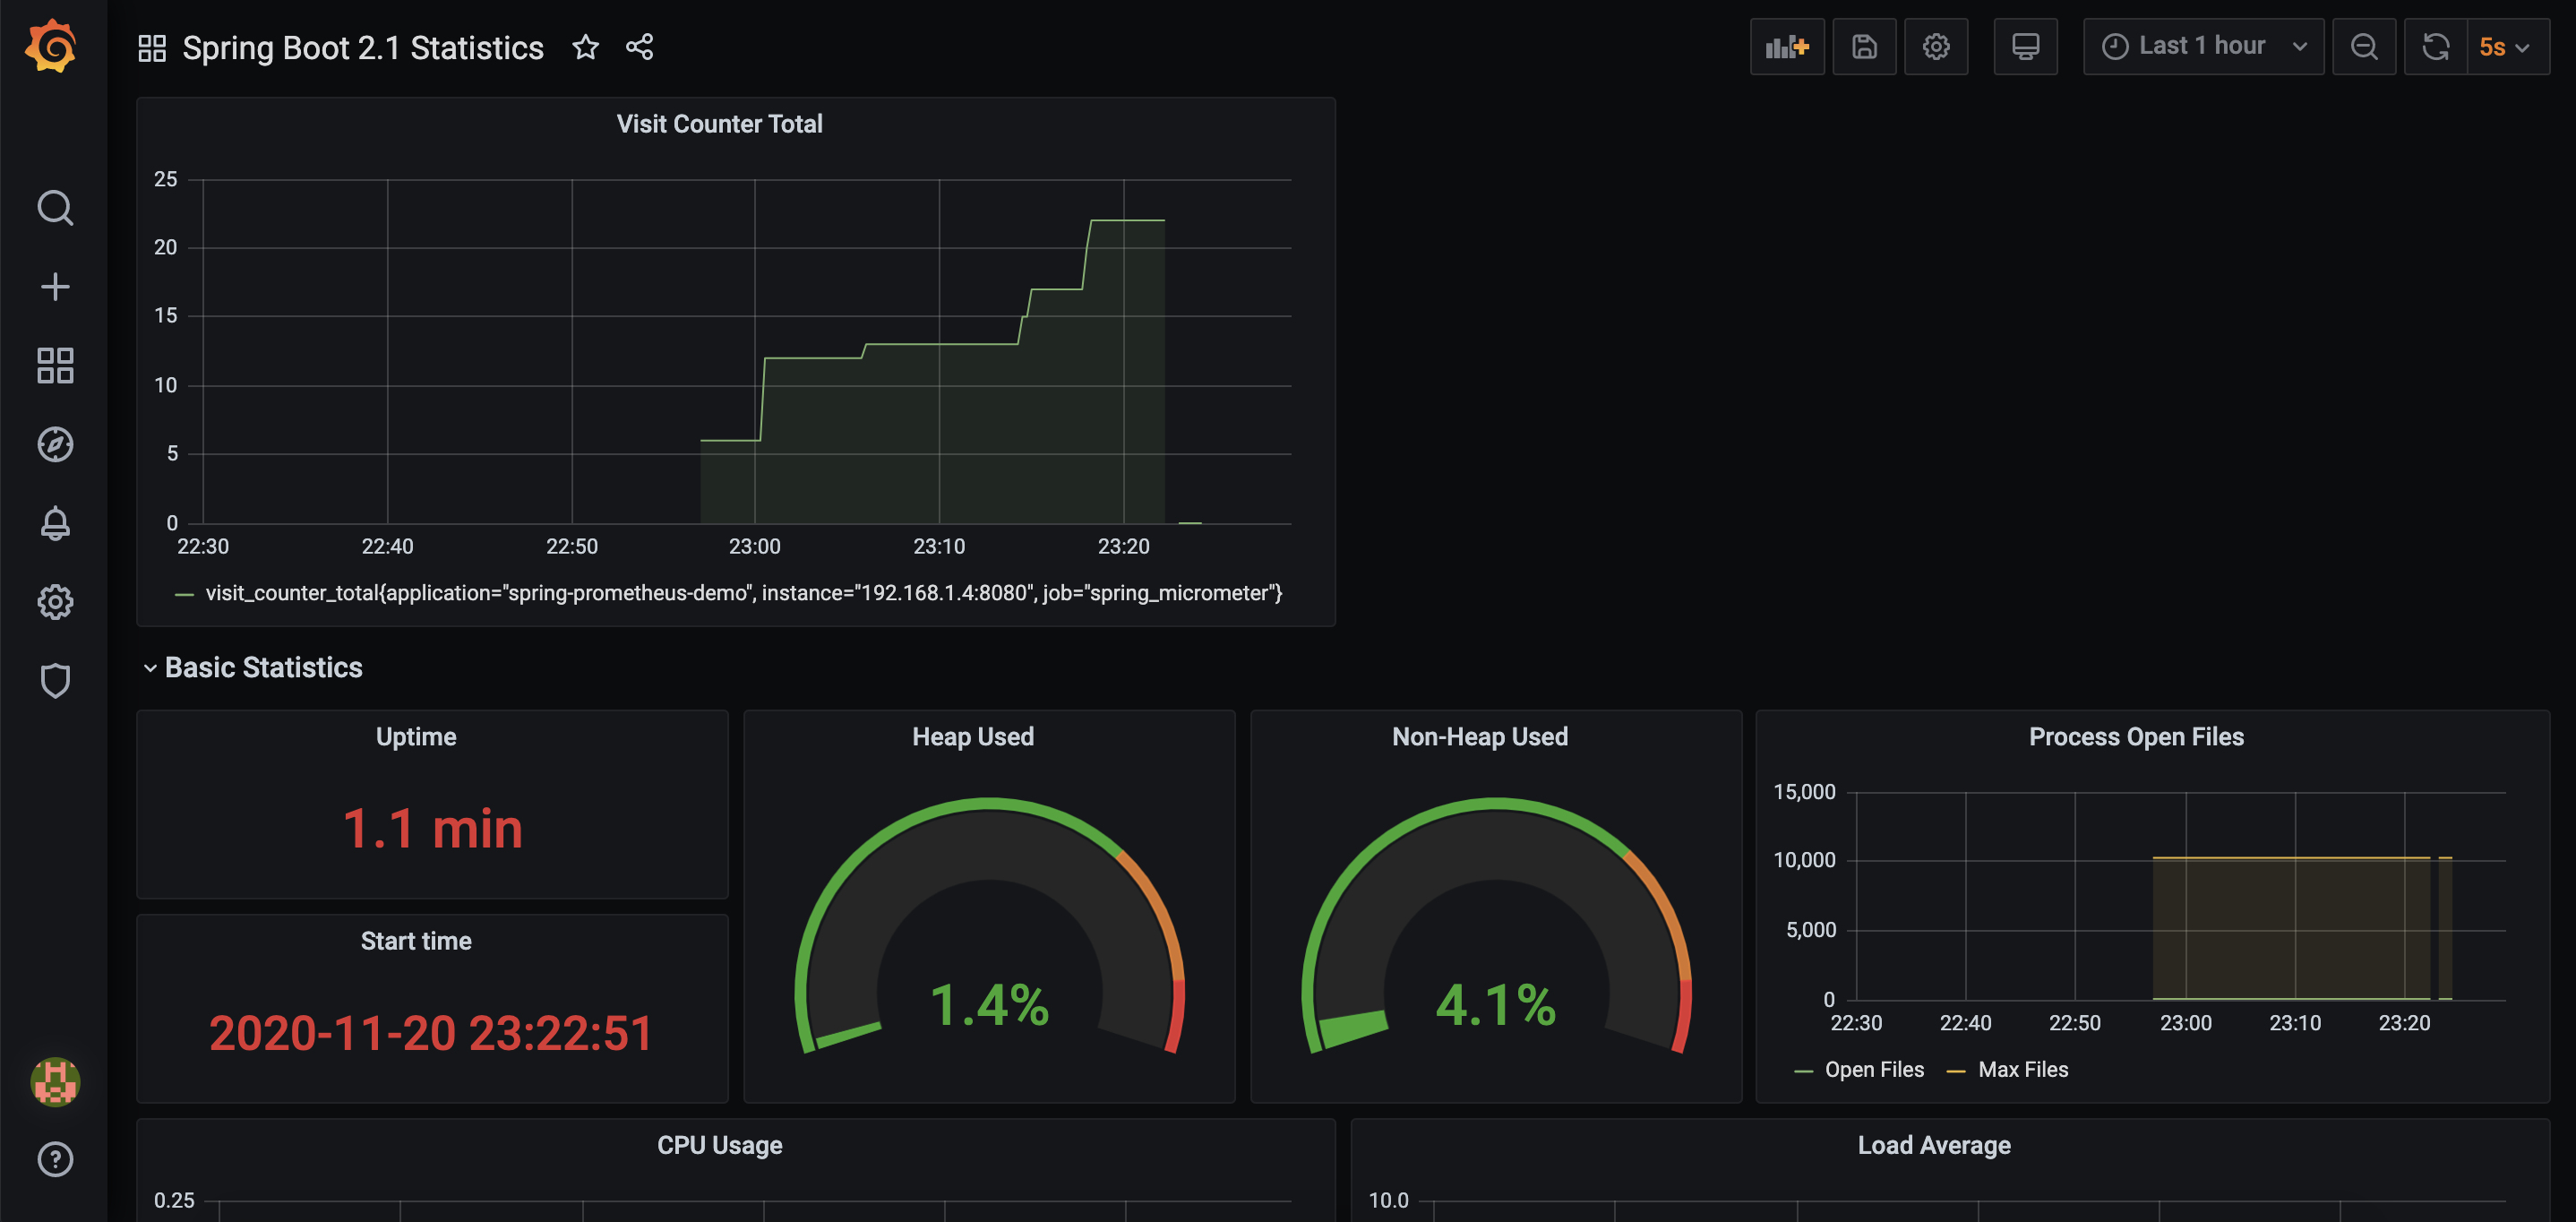 Spring Boot 2.1 Statistics
Last 1 hour
5s
Visit Counter Total
25
20
15
10
5
0
22:30 22:40 22:50 23:00 23:10 23:20
visit_counter_total{application="spring-prometheus-demo", instance="192.168.1.4:8080", job="spring_micrometer"}
Basic Statistics
Uptime
1.1 min
Start time
2020-11-20 23:22:51
Heap Used
1.4%
Non-Heap Used
4.1%
Process Open Files
15,000
10,000
5,000
0
22:30 22:40 22:50 23:00 23:10 23:20
Open Files Max Files
CPU Usage
0.25
Load Average
10.0